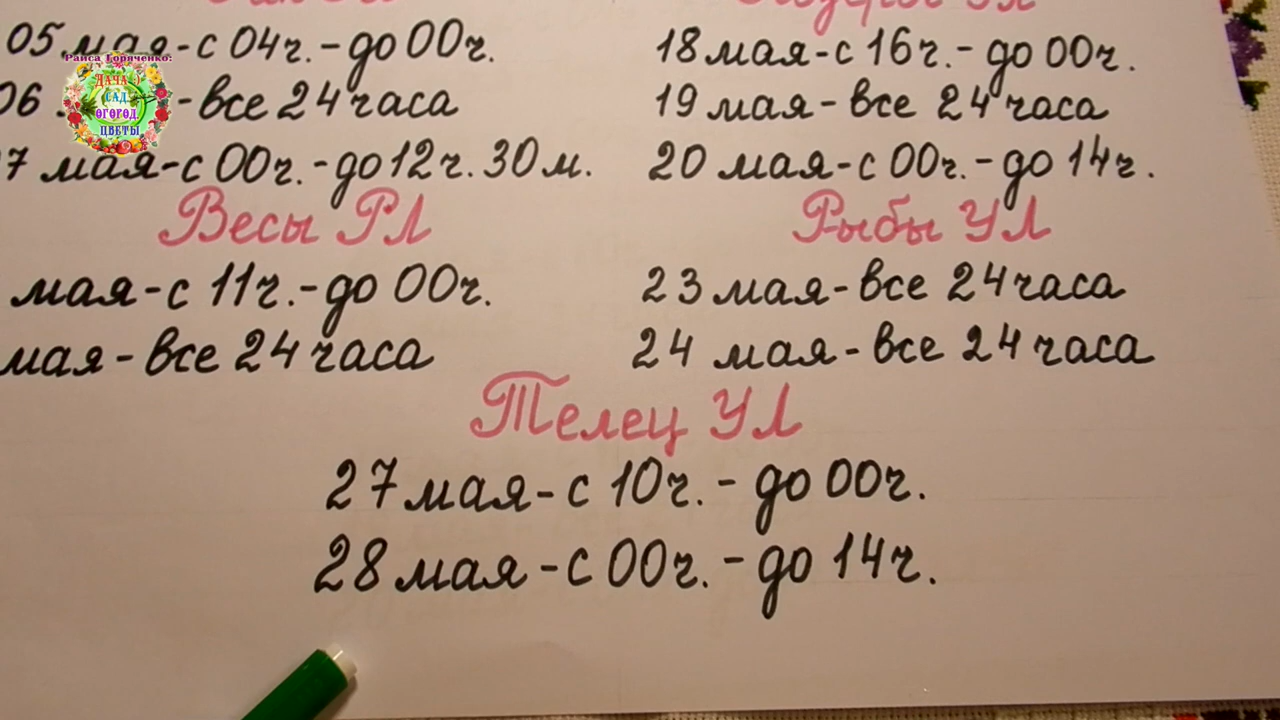 05 мая-с 04ч.-до 00ч.
06 -все 24 часа
7 мая-с 00ч.-до 12ч.30м.
Весы РЛ
мая-с 11ч.-до 00ч.
мая-все 24 часа
18 мая-с 16ч.-до 00ч.
19 мая-все 24 часа
20 мая-с 00ч.-до 14ч.
Рыбы УЛ
23 мая-все 24 часа
24 мая-все 24 часа
Телец УЛ
27 мая-с 10ч.-до 00ч.
28 мая-с 00ч.-до 14ч.
Раиса Горяченко:
ДАЧА
САД
ОГОРОД
ЦВЕТЫ